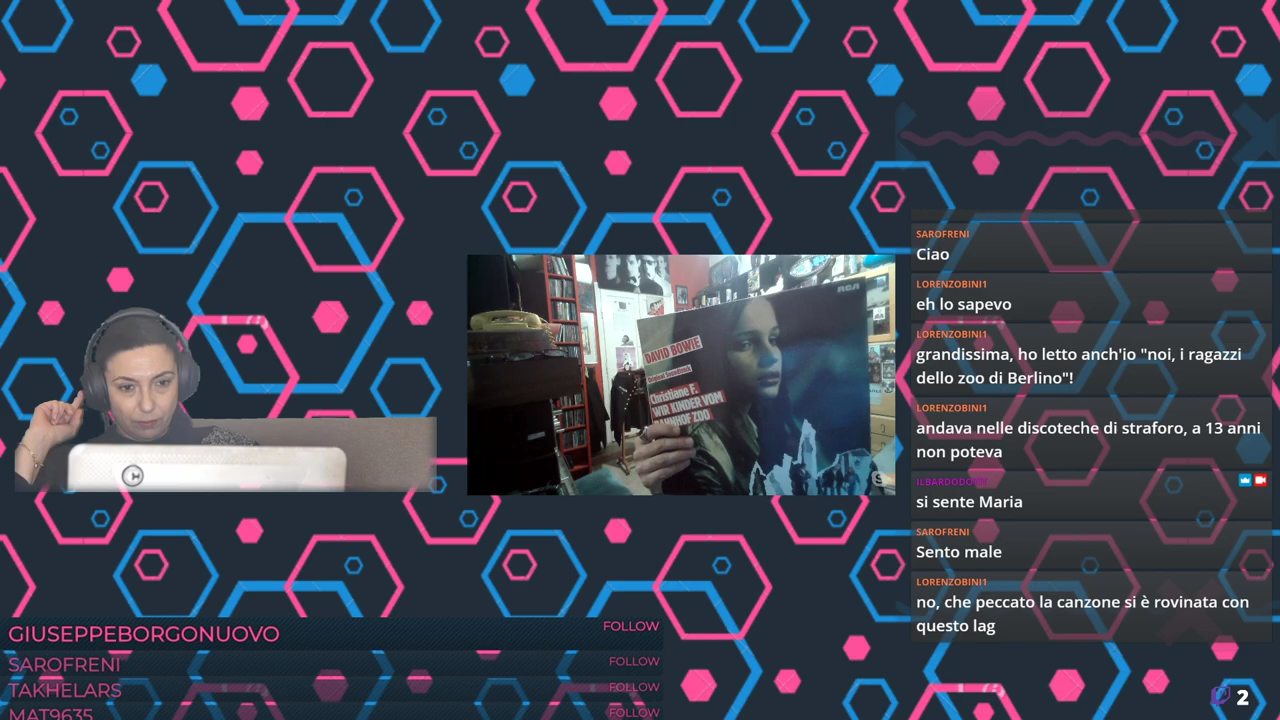 RCA
DAVID BOWIE
Original Soundtrack
Christiane F.
WIR KINDER VOM
BAHNHOF ZOO
SAROFRENI
Ciao
LORENZOBINI1
eh lo sapevo
LORENZOBINI1
grandissima, ho letto anch'io "noi, i ragazzi
dello zoo di Berlino"!
LORENZOBINI1
andava nelle discoteche di straforo, a 13 anni
non poteva
si sente Maria
SAROFRENI
Sento male
LORENZOBINI1
no, che peccato la canzone si è rovinata con
questo lag
GIUSEPPEBORGONUOVO FOLLOW
SAROFRENI FOLLOW
TAKHELARS FOLLOW
MAT9635 FOLLOW
2